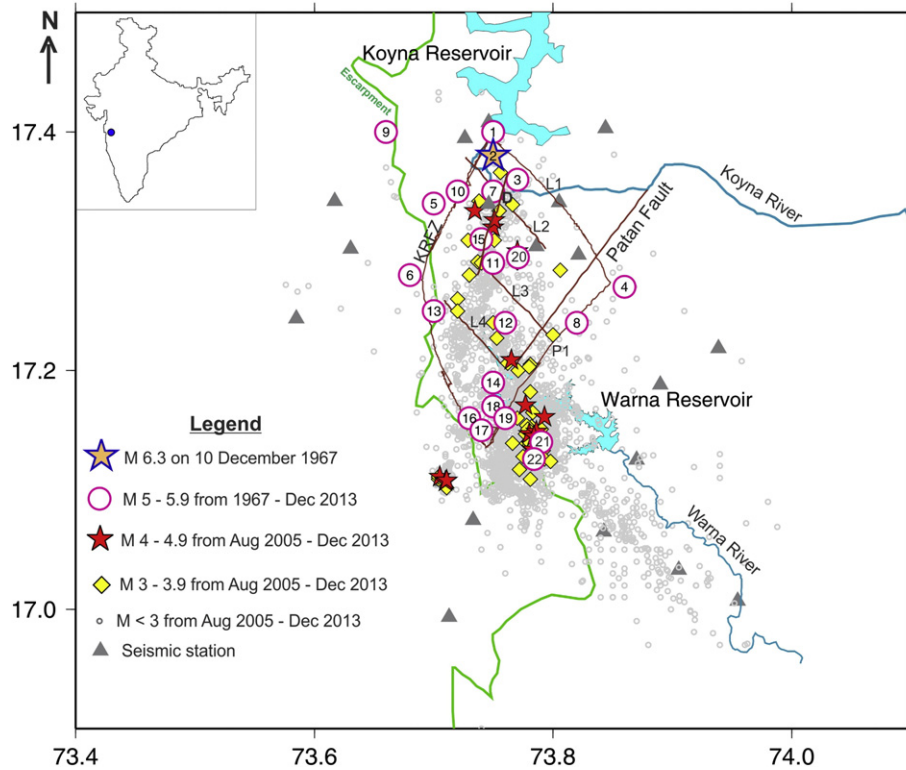 N
Koyna Reservoir
Escarpment
17.4
9
1
2
3
L1
10
7
5
D
Koyna River
KRFZ
Patan Fault
L2
15
20
11
6
4
L3
13
12
L4
8
P1
17.2
14
Warna Reservoir
18
16
19
17
21
22
Legend
M 6.3 on 10 December 1967
M 5 - 5.9 from 1967 - Dec 2013
M 4 - 4.9 from Aug 2005 - Dec 2013
M 3 - 3.9 from Aug 2005 - Dec 2013
M < 3 from Aug 2005 - Dec 2013
Seismic station
Warna River
17.0
73.4
73.6
73.8
74.0